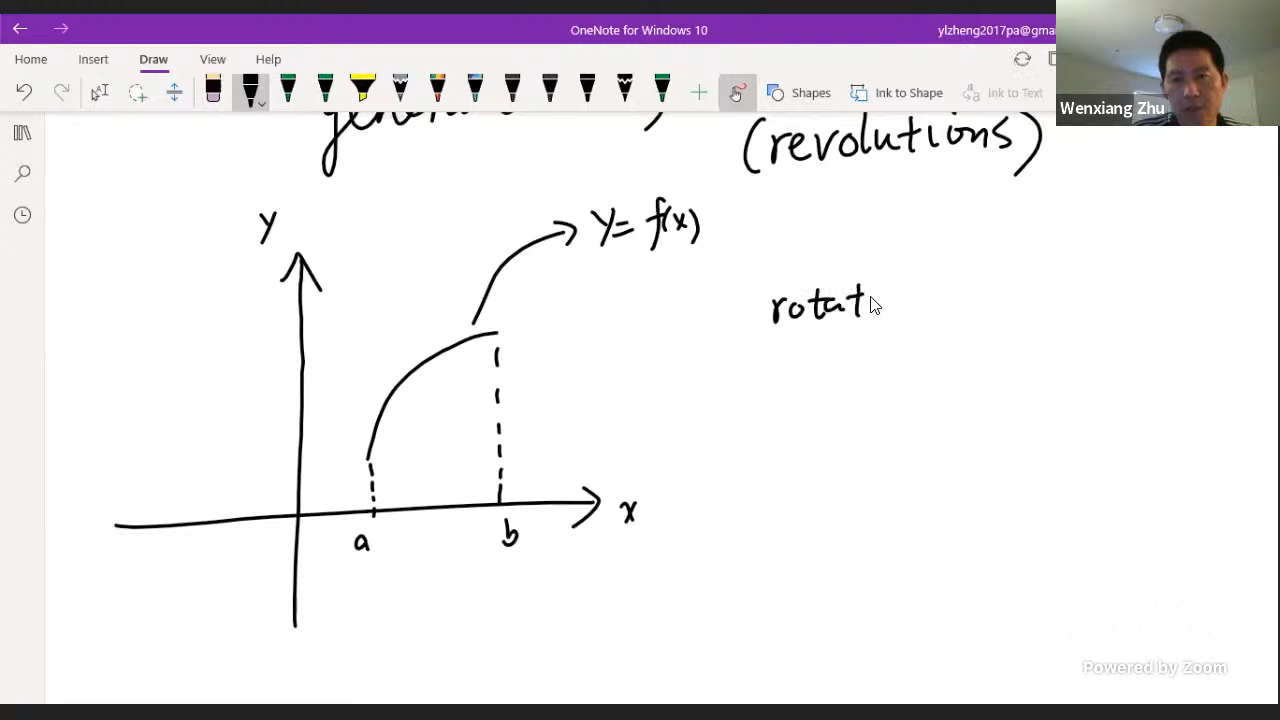 OneNote for Windows 10
ylzheng2017pa@gmai
Home Insert Draw View Help
Shapes Ink to Shape Ink to Text
Wenxiang Zhu
(revolutions)
y
y = f(x)
rotat
x
a b
Powered by Zoom